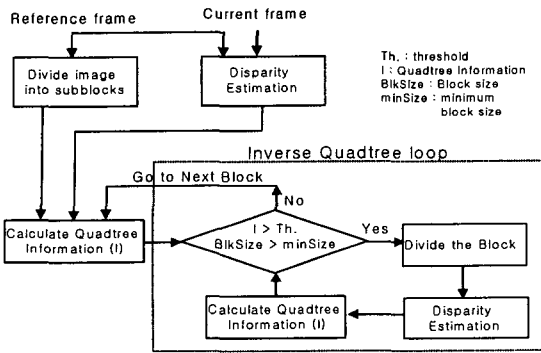 Reference frame
Current frame
Divide image
into subblocks
Disparity
Estimation
Th. : threshold
I : Quadtree Information
BlkSize : Block size
minSize : minimum
block size
Inverse Quadtree loop
Go to Next Block
No
Calculate Quadtree
Information (I)
I > Th.
BlkSize > minSize
Yes
Divide the Block
Calculate Quadtree
Information (I)
Disparity
Estimation